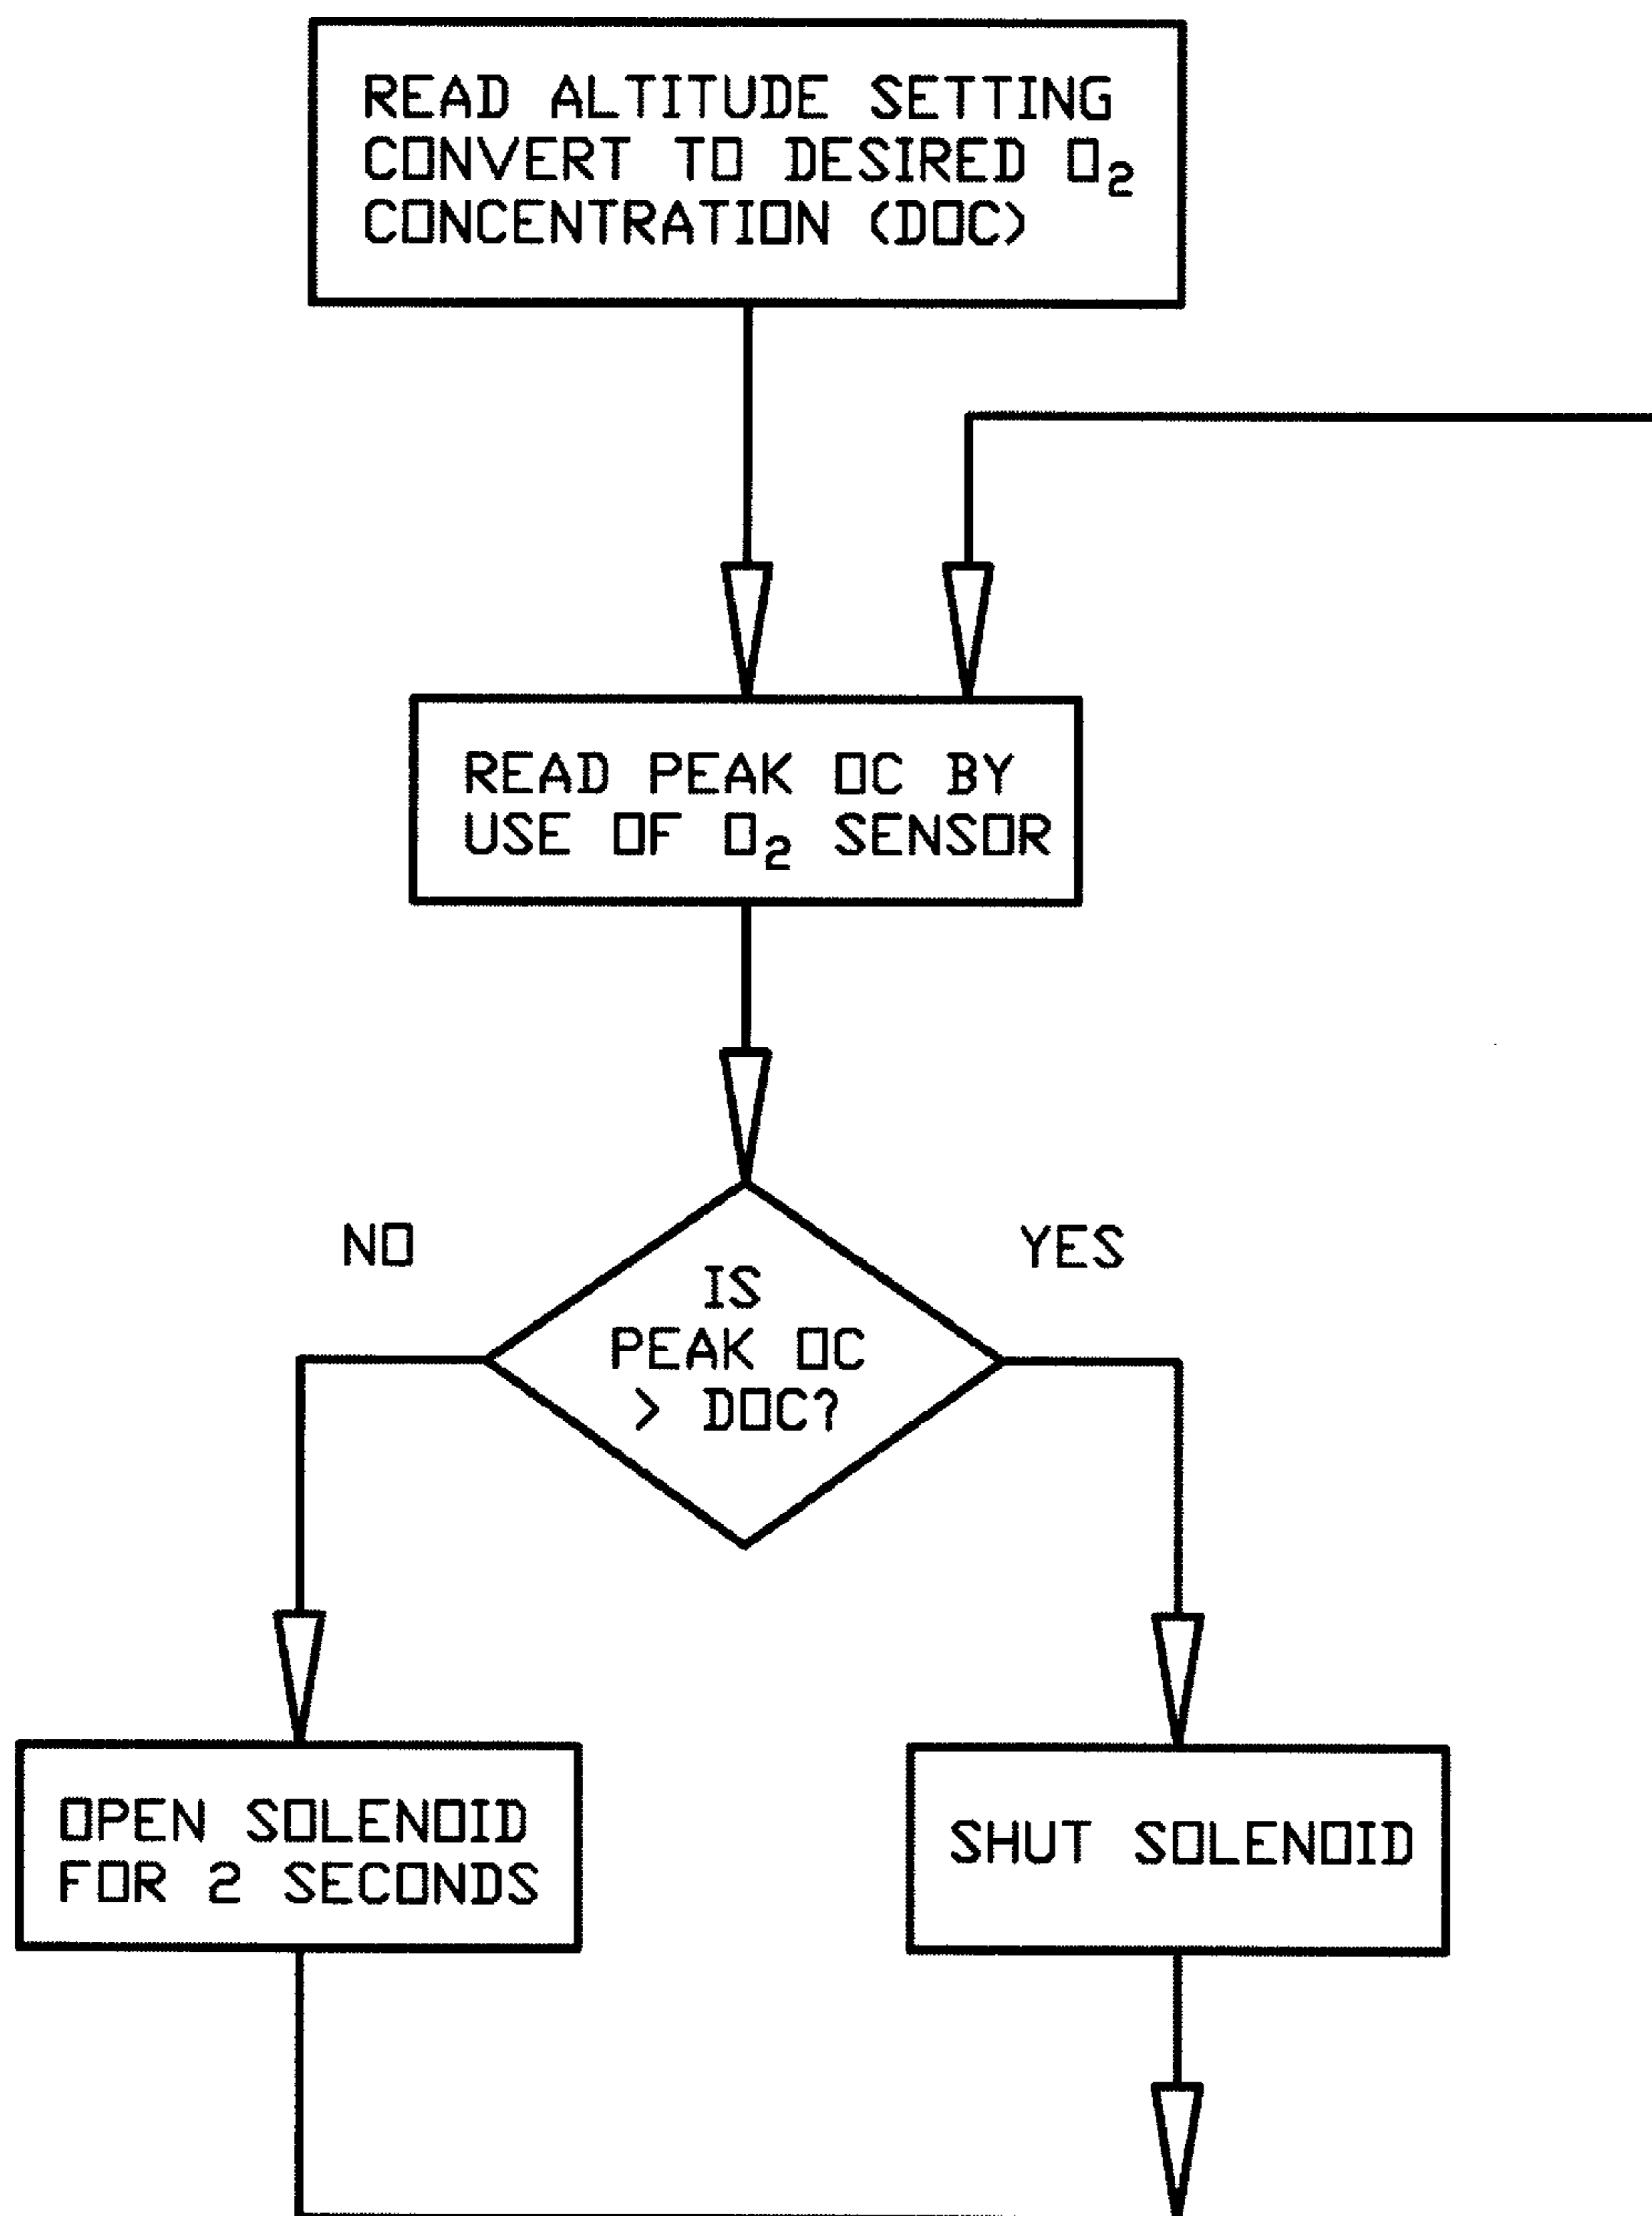 READ ALTITUDE SETTING
CONVERT TO DESIRED O₂
CONCENTRATION (DOC)
READ PEAK OC BY
USE OF O₂ SENSOR
NO
YES
IS
PEAK OC
> DOC?
OPEN SOLENOID
FOR 2 SECONDS
SHUT SOLENOID